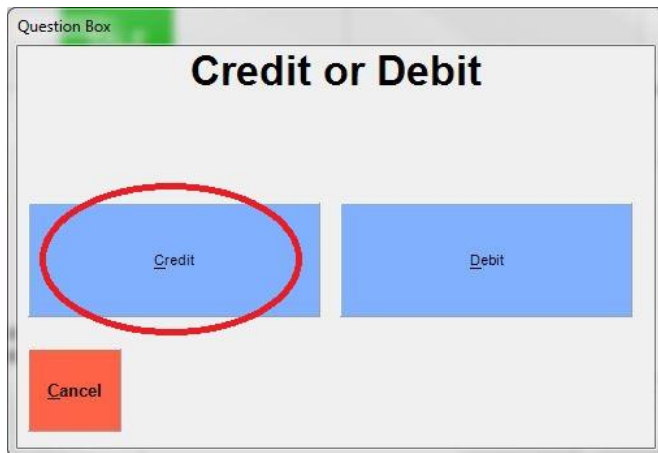 Question Box
Credit or Debit
Credit
Debit
Cancel